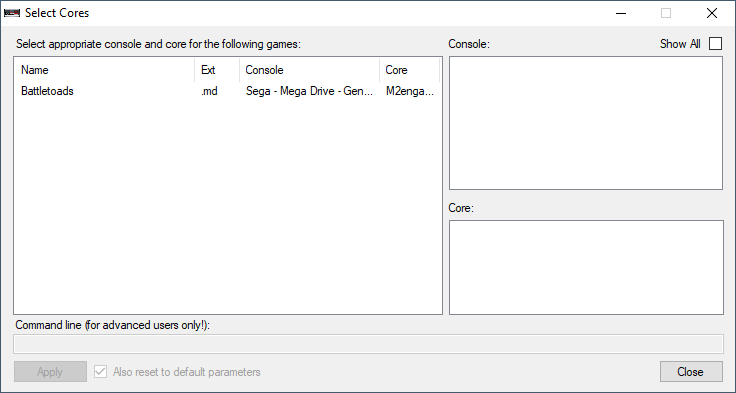 Select Cores
Select appropriate console and core for the following games:
Console:
Show All
Name Ext Console Core
Battletoads .md Sega - Mega Drive - Gen... M2enga...
Core:
Command line (for advanced users only!):
Apply
Also reset to default parameters
Close